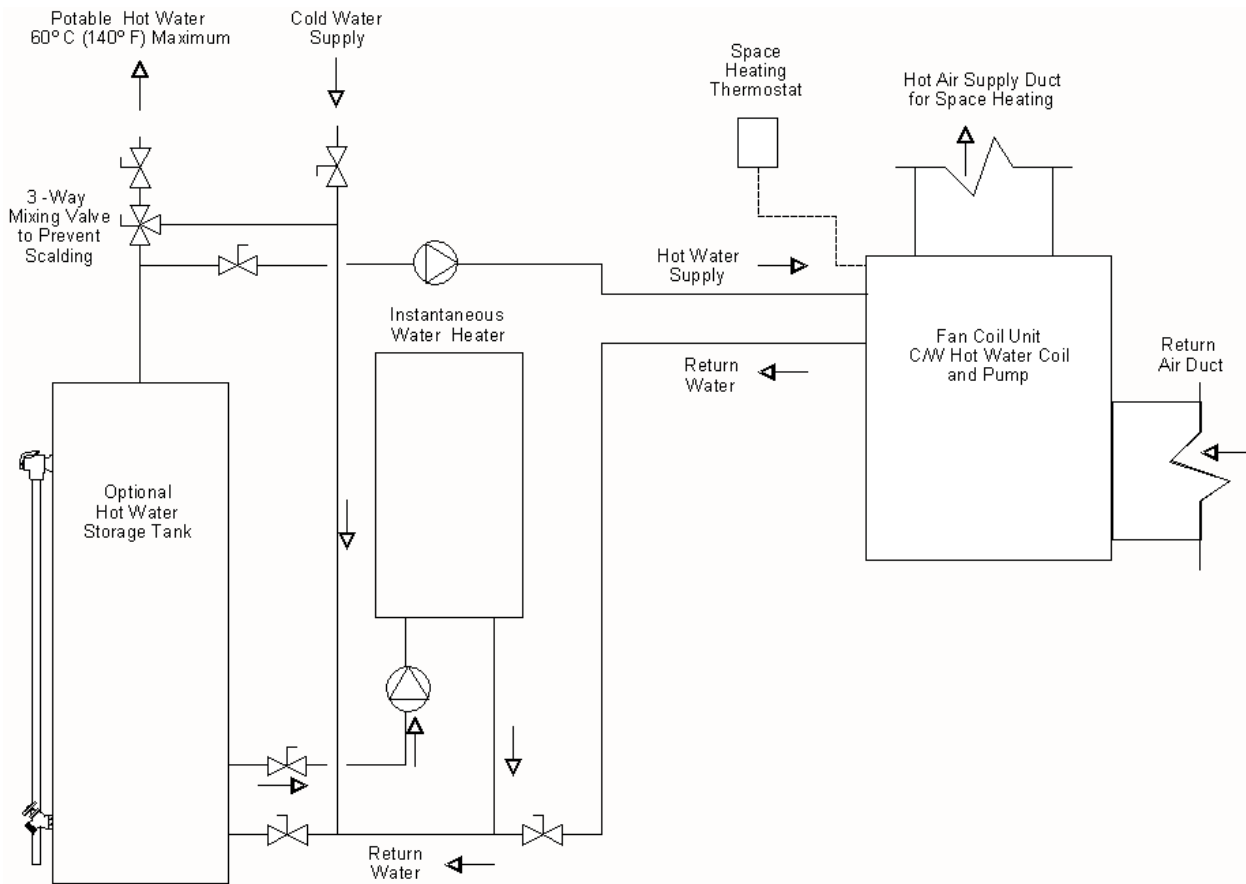 Potable Hot Water
60° C (140° F) Maximum
Cold Water
Supply
Space
Heating
Thermostat
Hot Air Supply Duct
for Space Heating
3 -Way
Mixing Valve
to Prevent
Scalding
Hot Water
Supply
Instantaneous
Water Heater
Fan Coil Unit
C/W Hot Water Coil
and Pump
Return
Air Duct
Return
Water
Optional
Hot Water
Storage Tank
Return
Water